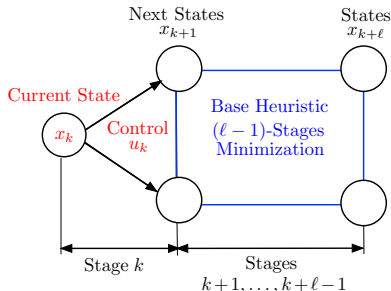 Next States
x_{k+1}
States
x_{k+ℓ}
Current State
x_k
Control
u_k
Base Heuristic
(ℓ − 1)-Stages
Minimization
Stage k
Stages
k+1, . . . , k+ℓ−1